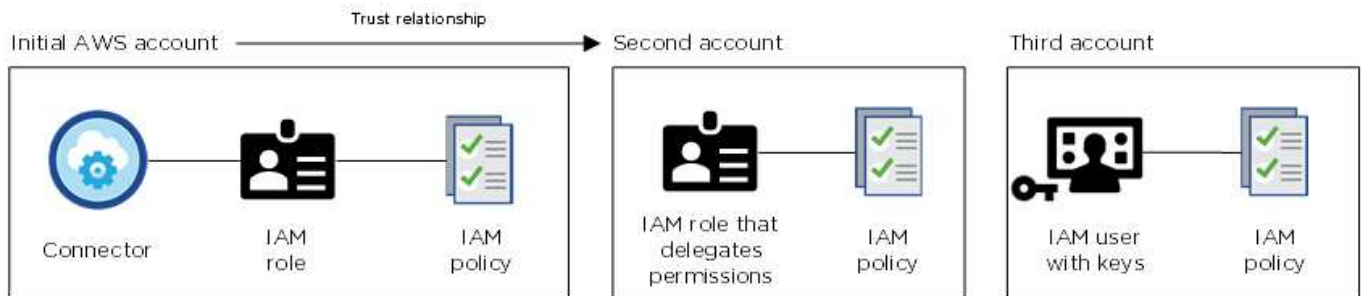 Trust relationship
Initial AWS account
Second account
Third account
Connector
IAM
role
IAM
policy
IAM role that
delegates
permissions
IAM
policy
IAM user
with keys
IAM
policy